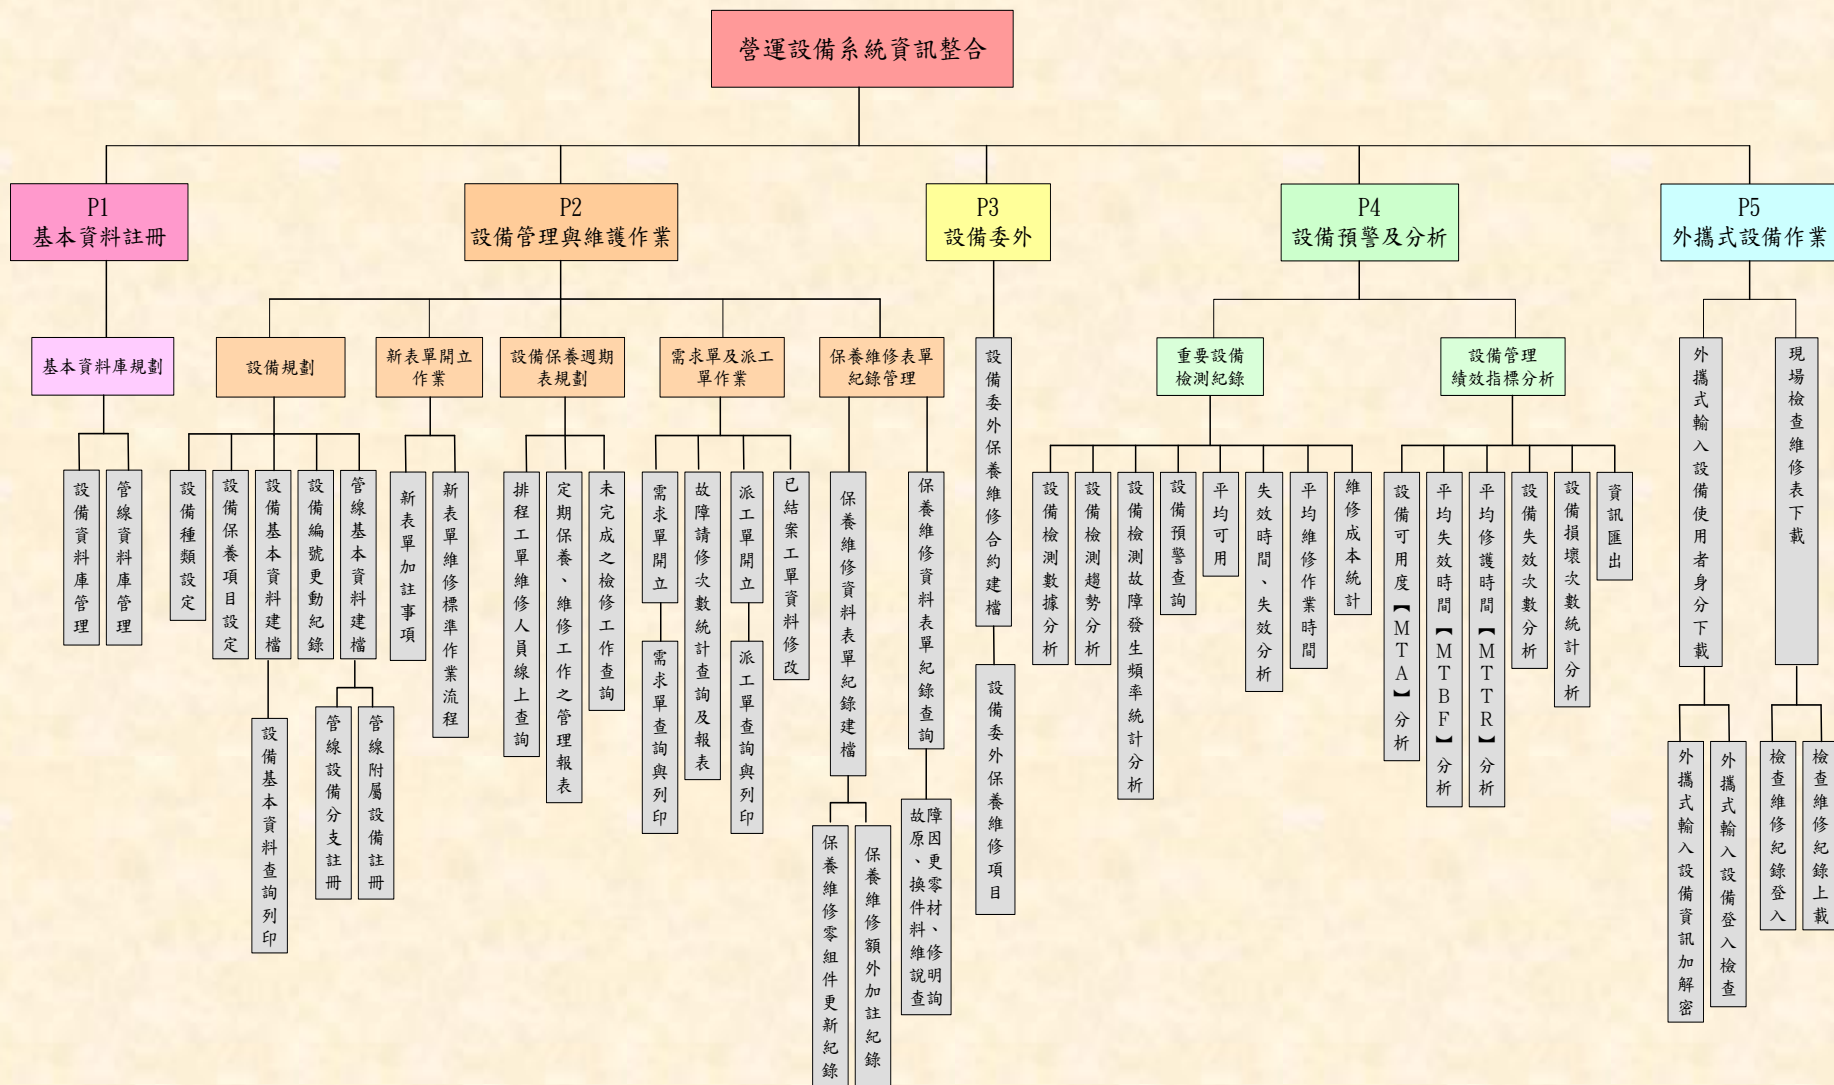 營運設備系統資訊整合
P1
基本資料註冊
P2
設備管理與維護作業
P3
設備委外
P4
設備預警及分析
P5
外攜式設備作業
基本資料庫規劃
設備規劃
新表單開立
作業
設備保養週期
表規劃
需求單及派工
單作業
保養維修表單
紀錄管理
重要設備
檢測紀錄
設備管理
績效指標分析
設備資料庫管理
管線資料庫管理
設備種類設定
設備保養項目設定
設備基本資料建檔
設備編號更動紀錄
管線基本資料建檔
設備基本資料查詢列印
管線設備分支註冊
管線附屬設備註冊
新表單加註事項
新表單維修標準作業流程
排程工單維修人員線上查詢
定期保養、維修工作之管理報表
未完成之檢修工作查詢
需求單開立
故障請修次數統計查詢及報表
派工單開立
已結案工單資料修改
需求單查詢與列印
派工單查詢與列印
保養維修資料表單紀錄建檔
保養維修資料表單紀錄查詢
保養維修零組件更新紀錄
保養維修額外加註紀錄
故障
原因
、更
換零
件材
料、
維修
說明
查詢
設備委外保養維修合約建檔
設備委外保養維修項目
設備檢測數據分析
設備檢測趨勢分析
設備檢測故障發生頻率統計分析
設備預警查詢
平均可用
失效時間、失效分析
平均維修作業時間
維修成本統計
設備可用度【MTA】分析
平均失效時間【MTBF】分析
平均修護時間【MTTR】分析
設備失效次數分析
設備損壞次數統計分析
資訊匯出
外攜式輸入設備使用者身分下載
現場檢查維修表下載
外攜式輸入設備資訊加解密
外攜式輸入設備登入檢查
檢查維修紀錄登入
檢查維修紀錄上載